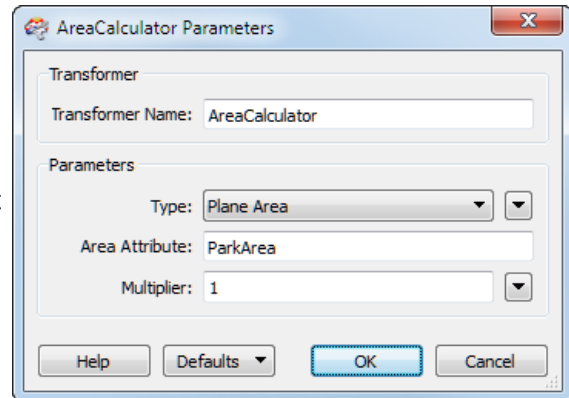 AreaCalculator Parameters
Transformer
Transformer Name: AreaCalculator
Parameters
Type: Plane Area
Area Attribute: ParkArea
Multiplier: 1
Help Defaults OK Cancel